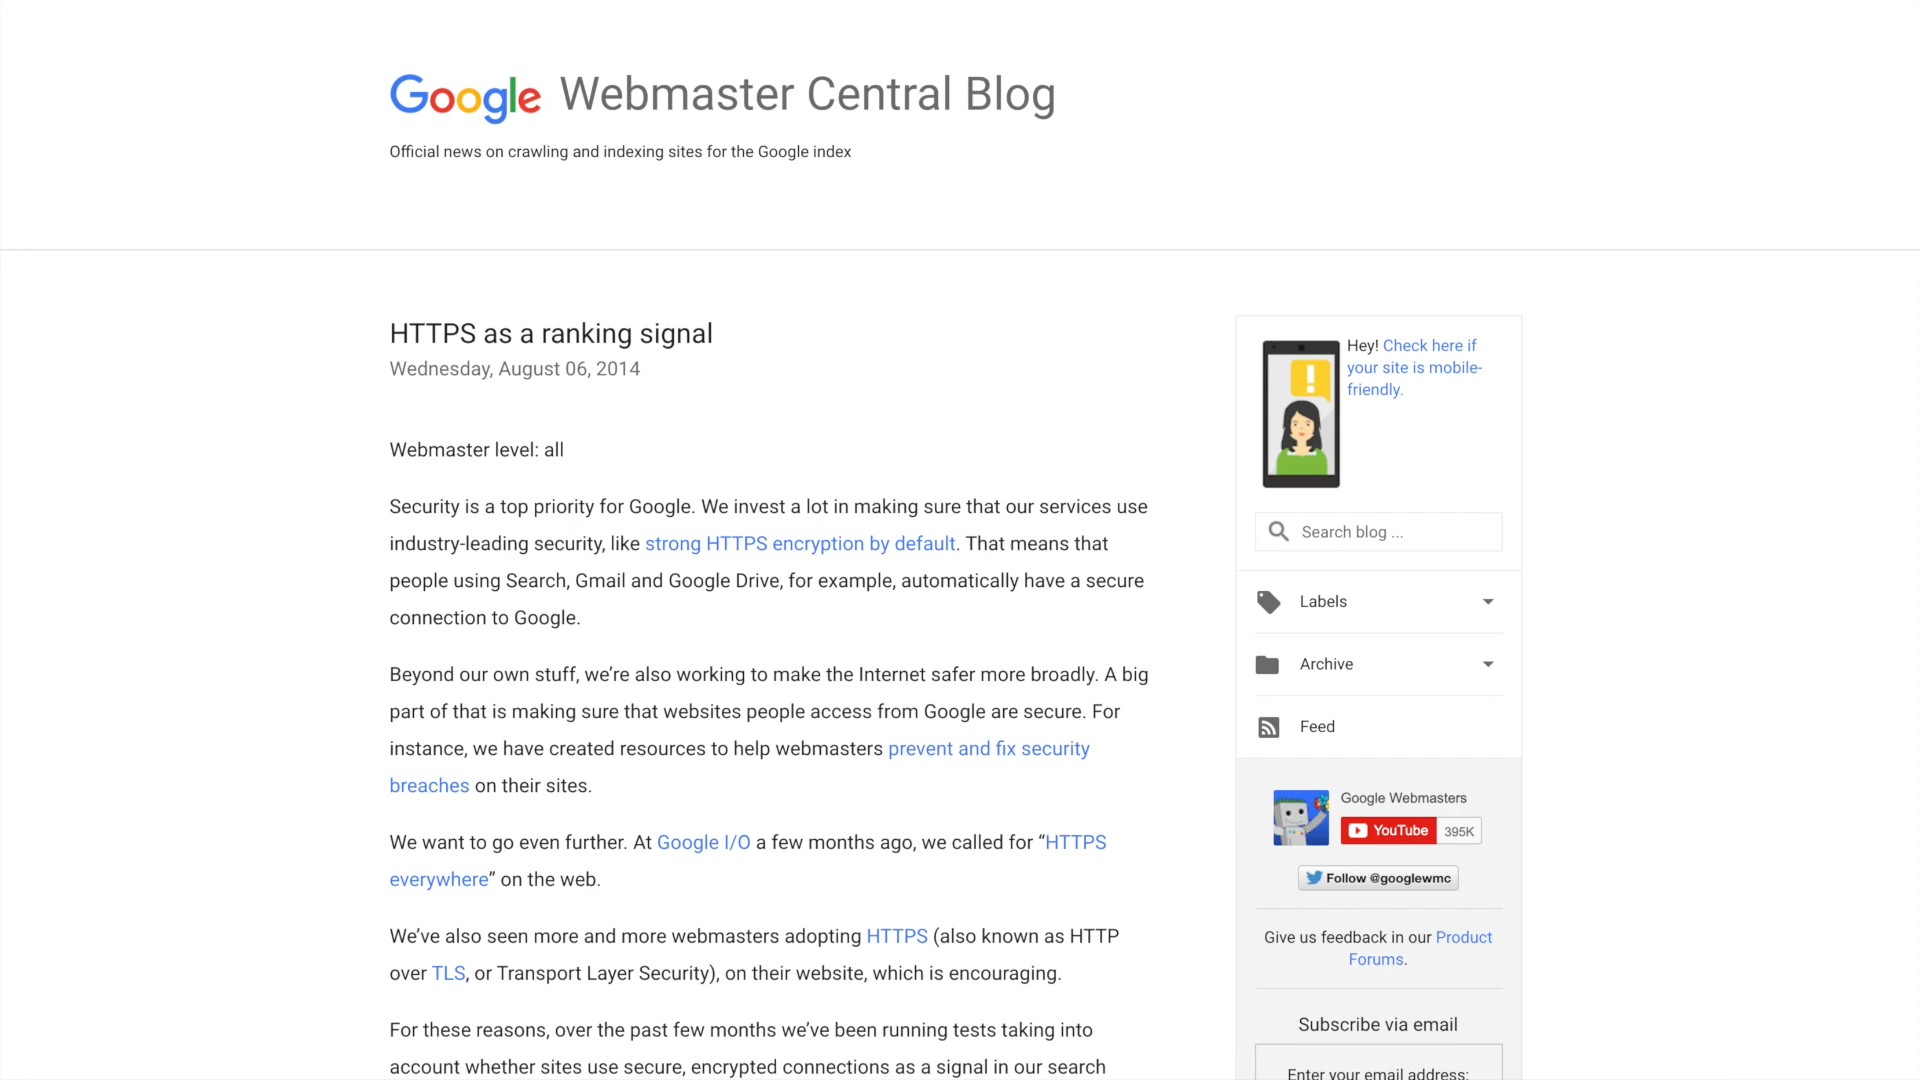 Google Webmaster Central Blog
Official news on crawling and indexing sites for the Google index
HTTPS as a ranking signal
Wednesday, August 06, 2014
Webmaster level: all
Security is a top priority for Google. We invest a lot in making sure that our services use
industry-leading security, like strong HTTPS encryption by default. That means that
people using Search, Gmail and Google Drive, for example, automatically have a secure
connection to Google.
Beyond our own stuff, we’re also working to make the Internet safer more broadly. A big
part of that is making sure that websites people access from Google are secure. For
instance, we have created resources to help webmasters prevent and fix security
breaches on their sites.
We want to go even further. At Google I/O a few months ago, we called for “HTTPS
everywhere” on the web.
We’ve also seen more and more webmasters adopting HTTPS (also known as HTTP
over TLS, or Transport Layer Security), on their website, which is encouraging.
For these reasons, over the past few months we’ve been running tests taking into
account whether sites use secure, encrypted connections as a signal in our search
Hey! Check here if
your site is mobile-
friendly.
Search blog ...
Labels
Archive
Feed
Google Webmasters
YouTube 395K
Follow @googlewmc
Give us feedback in our Product
Forums.
Subscribe via email
Enter your email address: